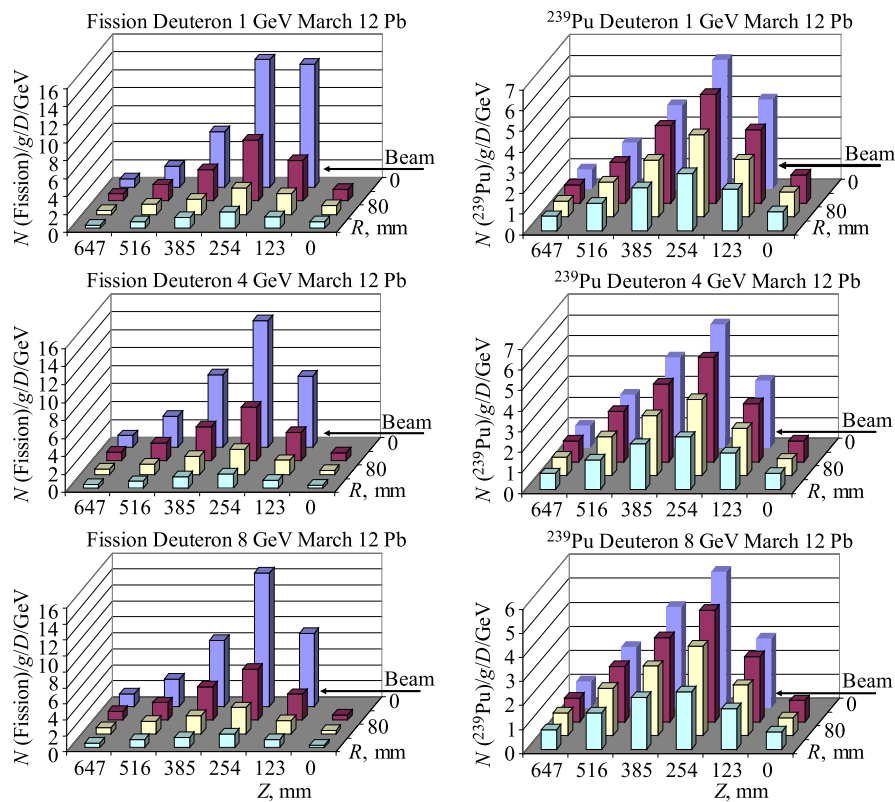 Fission Deuteron 1 GeV March 12 Pb
N (Fission)/g/D/GeV
16
14
12
10
8
6
4
2
0
647 516 385 254 123 0
Beam
0
80
R, mm
²³⁹Pu Deuteron 1 GeV March 12 Pb
N (²³⁹Pu)/g/D/GeV
7
6
5
4
3
2
1
0
647 516 385 254 123 0
Beam
0
80
R, mm
Fission Deuteron 4 GeV March 12 Pb
N (Fission)/g/D/GeV
16
14
12
10
8
6
4
2
0
647 516 385 254 123 0
Beam
0
80
R, mm
²³⁹Pu Deuteron 4 GeV March 12 Pb
N (²³⁹Pu)/g/D/GeV
7
6
5
4
3
2
1
0
647 516 385 254 123 0
Beam
0
80
R, mm
Fission Deuteron 8 GeV March 12 Pb
N (Fission)/g/D/GeV
16
14
12
10
8
6
4
2
0
647 516 385 254 123 0
Beam
0
80
R, mm
Z, mm
²³⁹Pu Deuteron 8 GeV March 12 Pb
N (²³⁹Pu)/g/D/GeV
6
5
4
3
2
1
0
647 516 385 254 123 0
Beam
0
80
R, mm
Z, mm